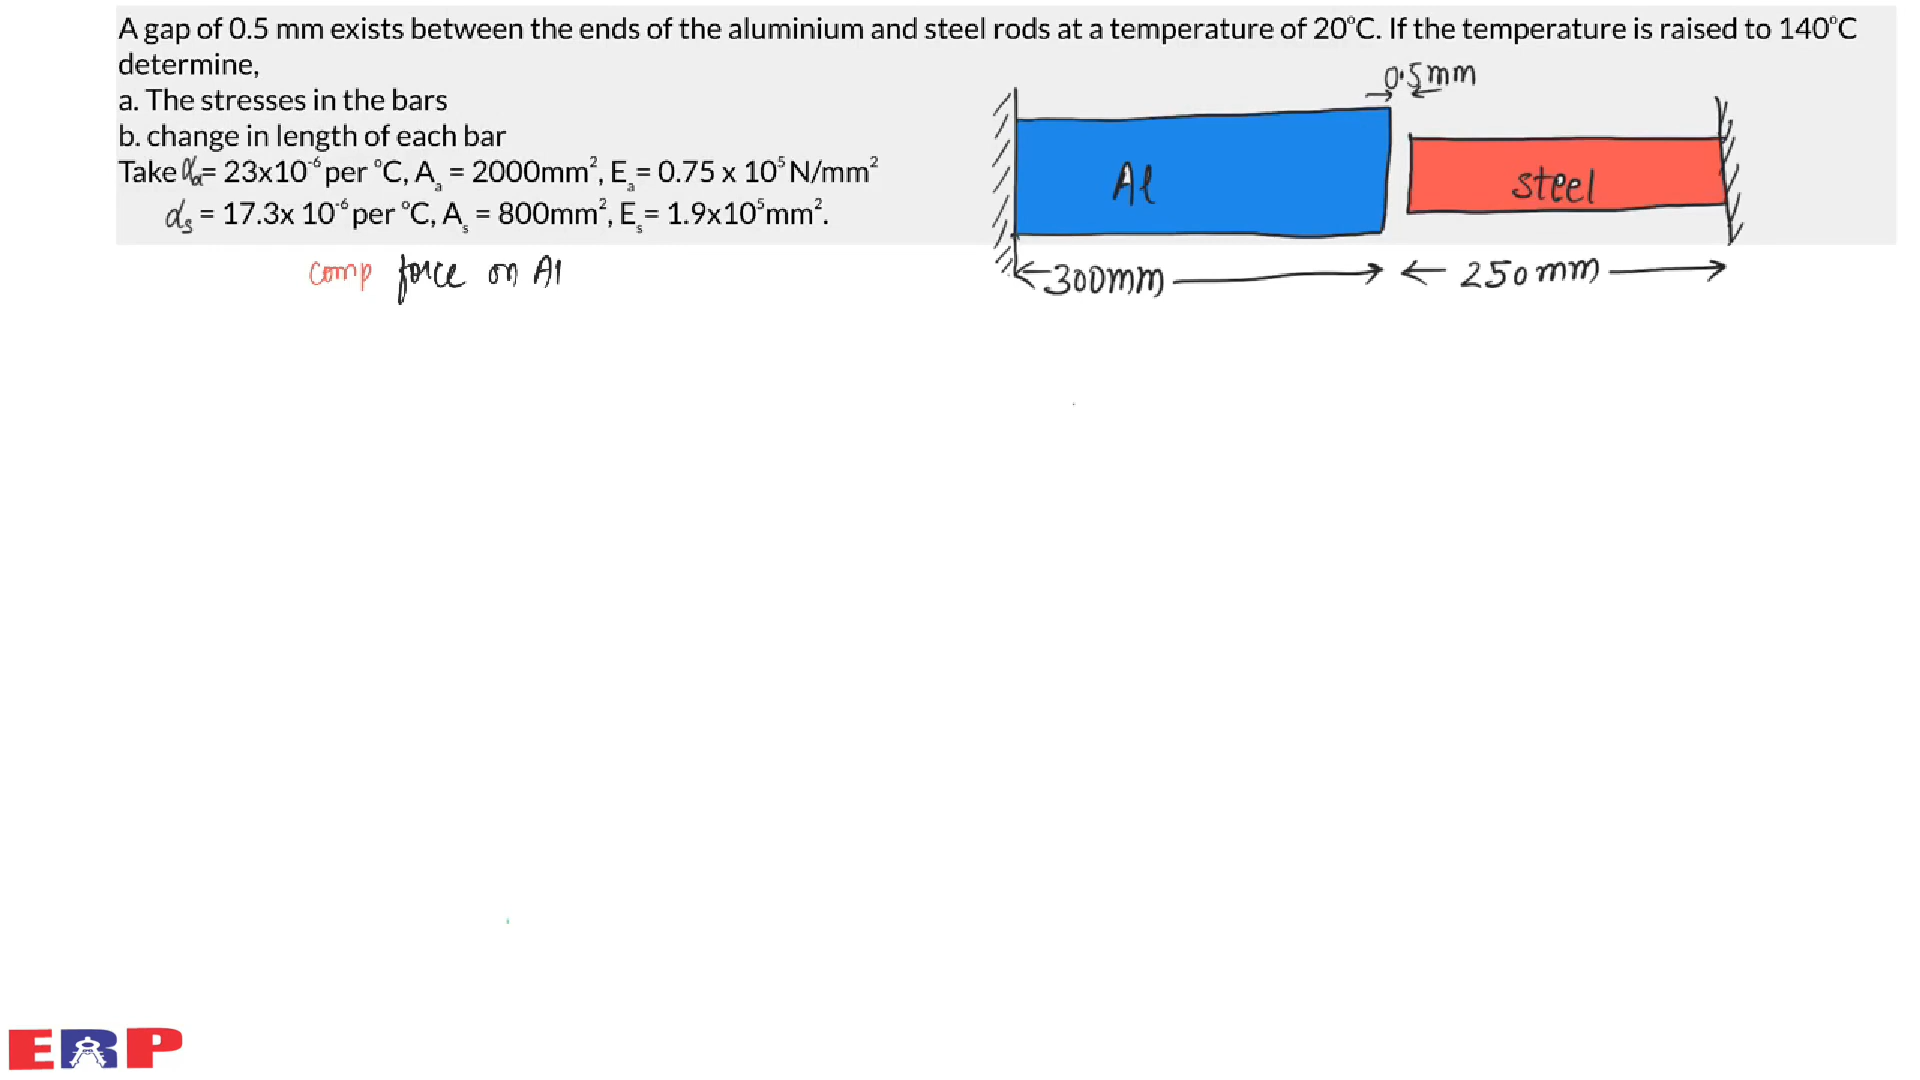 A gap of 0.5 mm exists between the ends of the aluminium and steel rods at a temperature of 20°C. If the temperature is raised to 140°C
determine,
a. The stresses in the bars
b. change in length of each bar
Take αₐ= 23x10⁻⁶ per °C, Aₐ = 2000mm², Eₐ= 0.75 x 10⁵ N/mm²
αₛ = 17.3x 10⁻⁶ per °C, Aₛ = 800mm², Eₛ= 1.9x10⁵mm².
0.5mm
Al
steel
300mm
250mm
comp force on Al
ERP